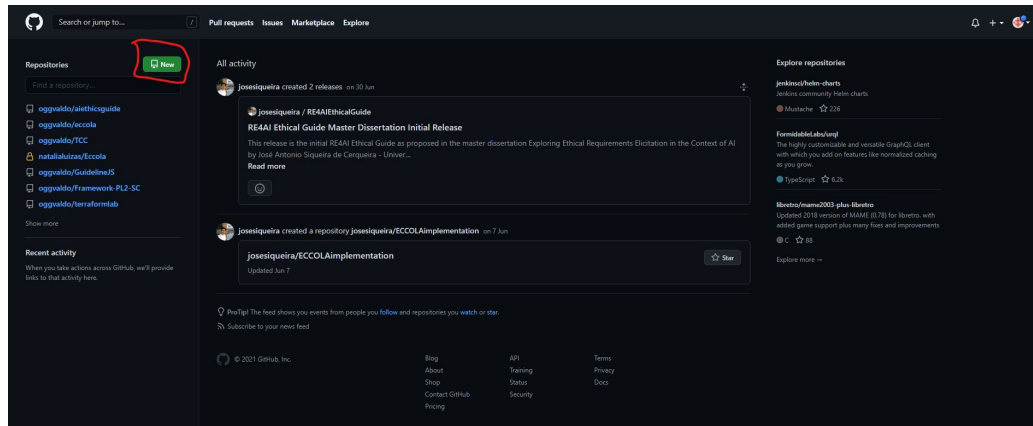 Search or jump to...
/
Pull requests Issues Marketplace Explore
Repositories
New
Find a repository...
oggvaldo/aiethicsguide
oggvaldo/eccola
oggvaldo/TCC
natalialuizas/Eccola
oggvaldo/GuidelineJS
oggvaldo/Framework-PL2-SC
oggvaldo/terraformlab
Show more
Recent activity
When you take actions across GitHub, we'll provide
links to that activity here.
All activity
josesiqueira created 2 releases on 30 Jun
josesiqueira / RE4AIEthicalGuide
RE4AI Ethical Guide Master Dissertation Initial Release
This release is the initial RE4AI Ethical Guide as proposed in the master dissertation Exploring Ethical Requirements Elicitation in the Context of AI
by José Antonio Siqueira de Cerqueira - Univer...
Read more
josesiqueira created a repository josesiqueira/ECCOLAimplementation on 7 Jun
josesiqueira/ECCOLAimplementation
Star
Updated Jun 7
ProTip! The feed shows you events from people you follow and repositories you watch or star.
Subscribe to your news feed
© 2021 GitHub, Inc.
Blog
About
Shop
Contact GitHub
Pricing
API
Training
Status
Security
Terms
Privacy
Docs
Explore repositories
jenkinsci/helm-charts
Jenkins community Helm charts
Mustache 226
FormidableLabs/urql
The highly customizable and versatile GraphQL client
with which you add on features like normalized caching
as you grow.
TypeScript 6.2k
libretro/mame2003-plus-libretro
Updated 2018 version of MAME (0.78) for libretro. with
added game support plus many fixes and improvements
C 88
Explore more →